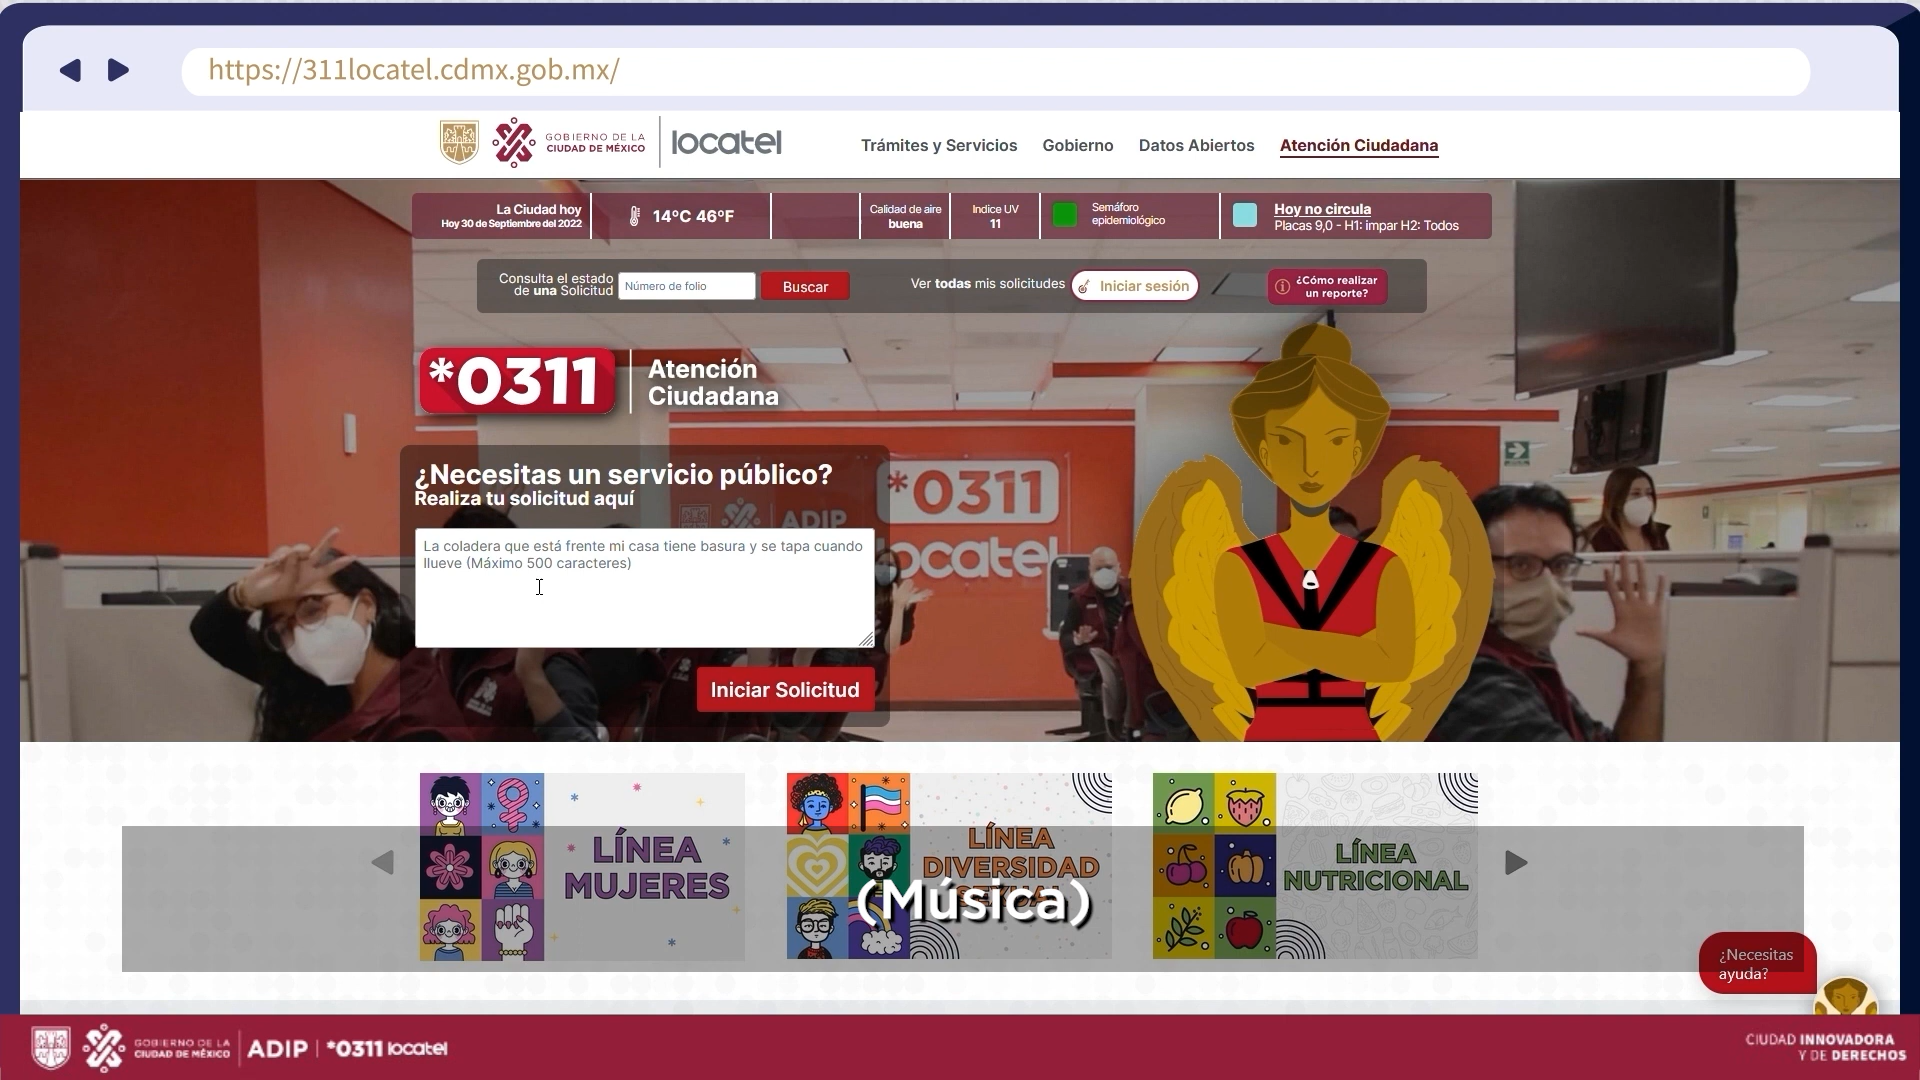 https://311locatel.cdmx.gob.mx/
GOBIERNO DE LA
CIUDAD DE MÉXICO
locatel
Trámites y Servicios
Gobierno
Datos Abiertos
Atención Ciudadana
La Ciudad hoy
Hoy 30 de Septiembre del 2022
14ºC 46ºF
Calidad de aire
buena
Indice UV
11
Semáforo
epidemiológico
Hoy no circula
Placas 9,0 - H1: impar H2: Todos
Consulta el estado
de una Solicitud
Número de folio
Buscar
Ver todas mis solicitudes
Iniciar sesión
¿Cómo realizar
un reporte?
*0311
Atención
Ciudadana
¿Necesitas un servicio público?
Realiza tu solicitud aquí
La coladera que está frente mi casa tiene basura y se tapa cuando
llueve (Máximo 500 caracteres)
Iniciar Solicitud
*0311
ADIP
locatel
LÍNEA
MUJERES
LÍNEA
DIVERSIDAD
SEXUAL
LÍNEA
NUTRICIONAL
(Música)
¿Necesitas
ayuda?
GOBIERNO DE LA
CIUDAD DE MÉXICO
ADIP
*0311 locatel
CIUDAD INNOVADORA
Y DE DERECHOS